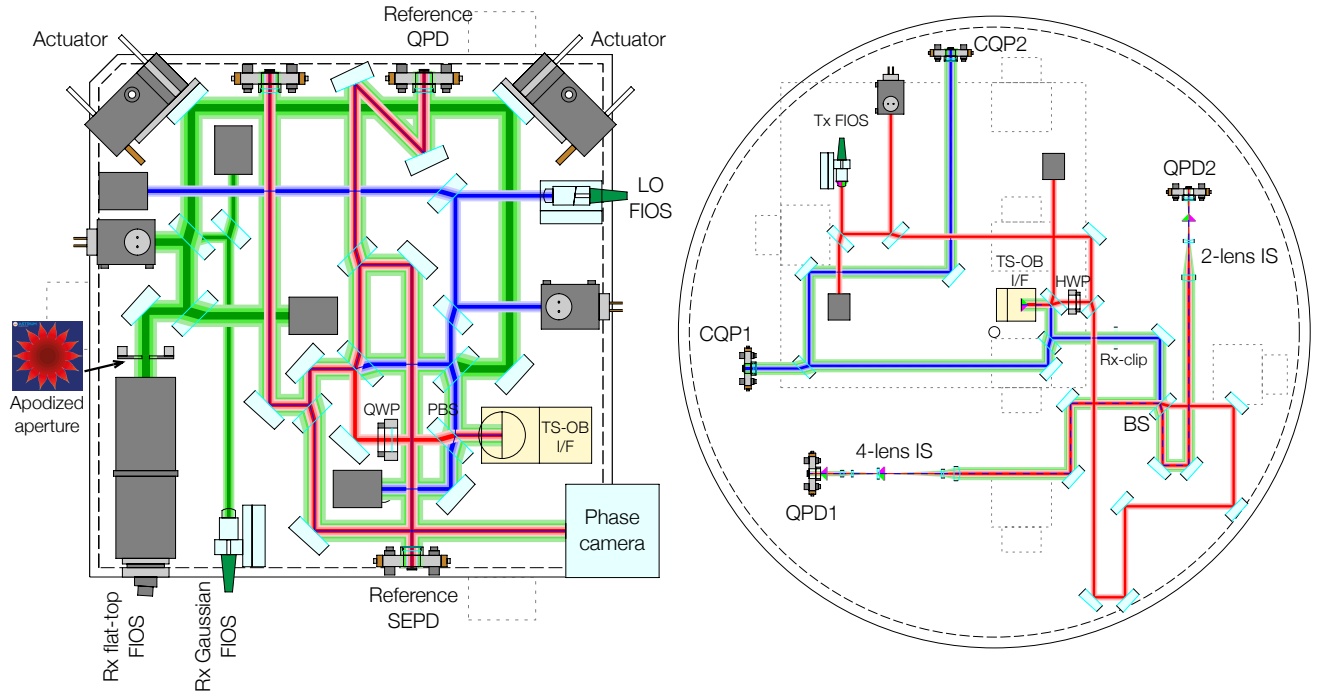 Reference
QPD
Actuator
Actuator
LO
FIOS
Apodized
aperture
QWP
PBS
TS-OB
I/F
Phase
camera
Reference
SEPD
Rx flat-top
FIOS
Rx Gaussian
FIOS
CQP2
Tx FIOS
QPD2
2-lens IS
TS-OB
I/F
HWP
CQP1
Rx-clip
BS
4-lens IS
QPD1